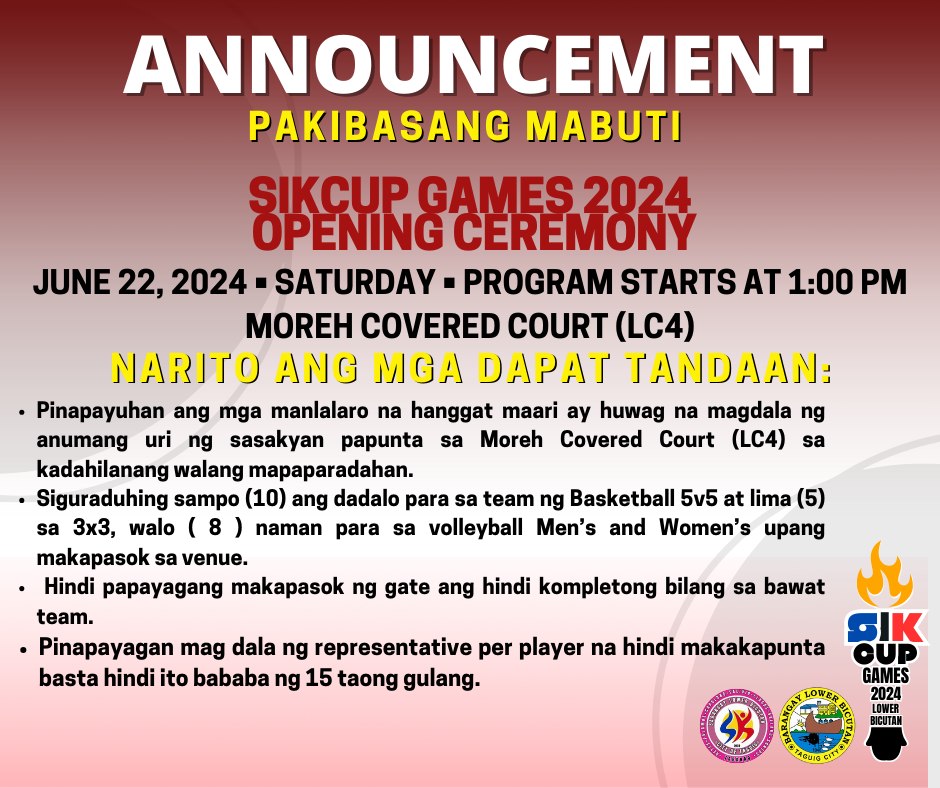 ANNOUNCEMENT
PAKIBASANG MABUTI
SIKCUP GAMES 2024
OPENING CEREMONY
JUNE 22, 2024 ▪ SATURDAY ▪ PROGRAM STARTS AT 1:00 PM
MOREH COVERED COURT (LC4)
NARITO ANG MGA DAPAT TANDAAN:
• Pinapayuhan ang mga manlalaro na hanggat maari ay huwag na magdala ng
anumang uri ng sasakyan papunta sa Moreh Covered Court (LC4) sa
kadahilanang walang mapaparadahan.
• Siguraduhing sampo (10) ang dadalo para sa team ng Basketball 5v5 at lima (5)
sa 3x3, walo ( 8 ) naman para sa volleyball Men's and Women's upang
makapasok sa venue.
• Hindi papayagang makapasok ng gate ang hindi kompletong bilang sa bawat
team.
• Pinapayagan mag dala ng representative per player na hindi makakapunta
basta hindi ito bababa ng 15 taong gulang.
SIK
CUP
GAMES
2024
LOWER
BICUTAN
SK
BARANGAY LOWER BICUTAN
TAGUIG CITY